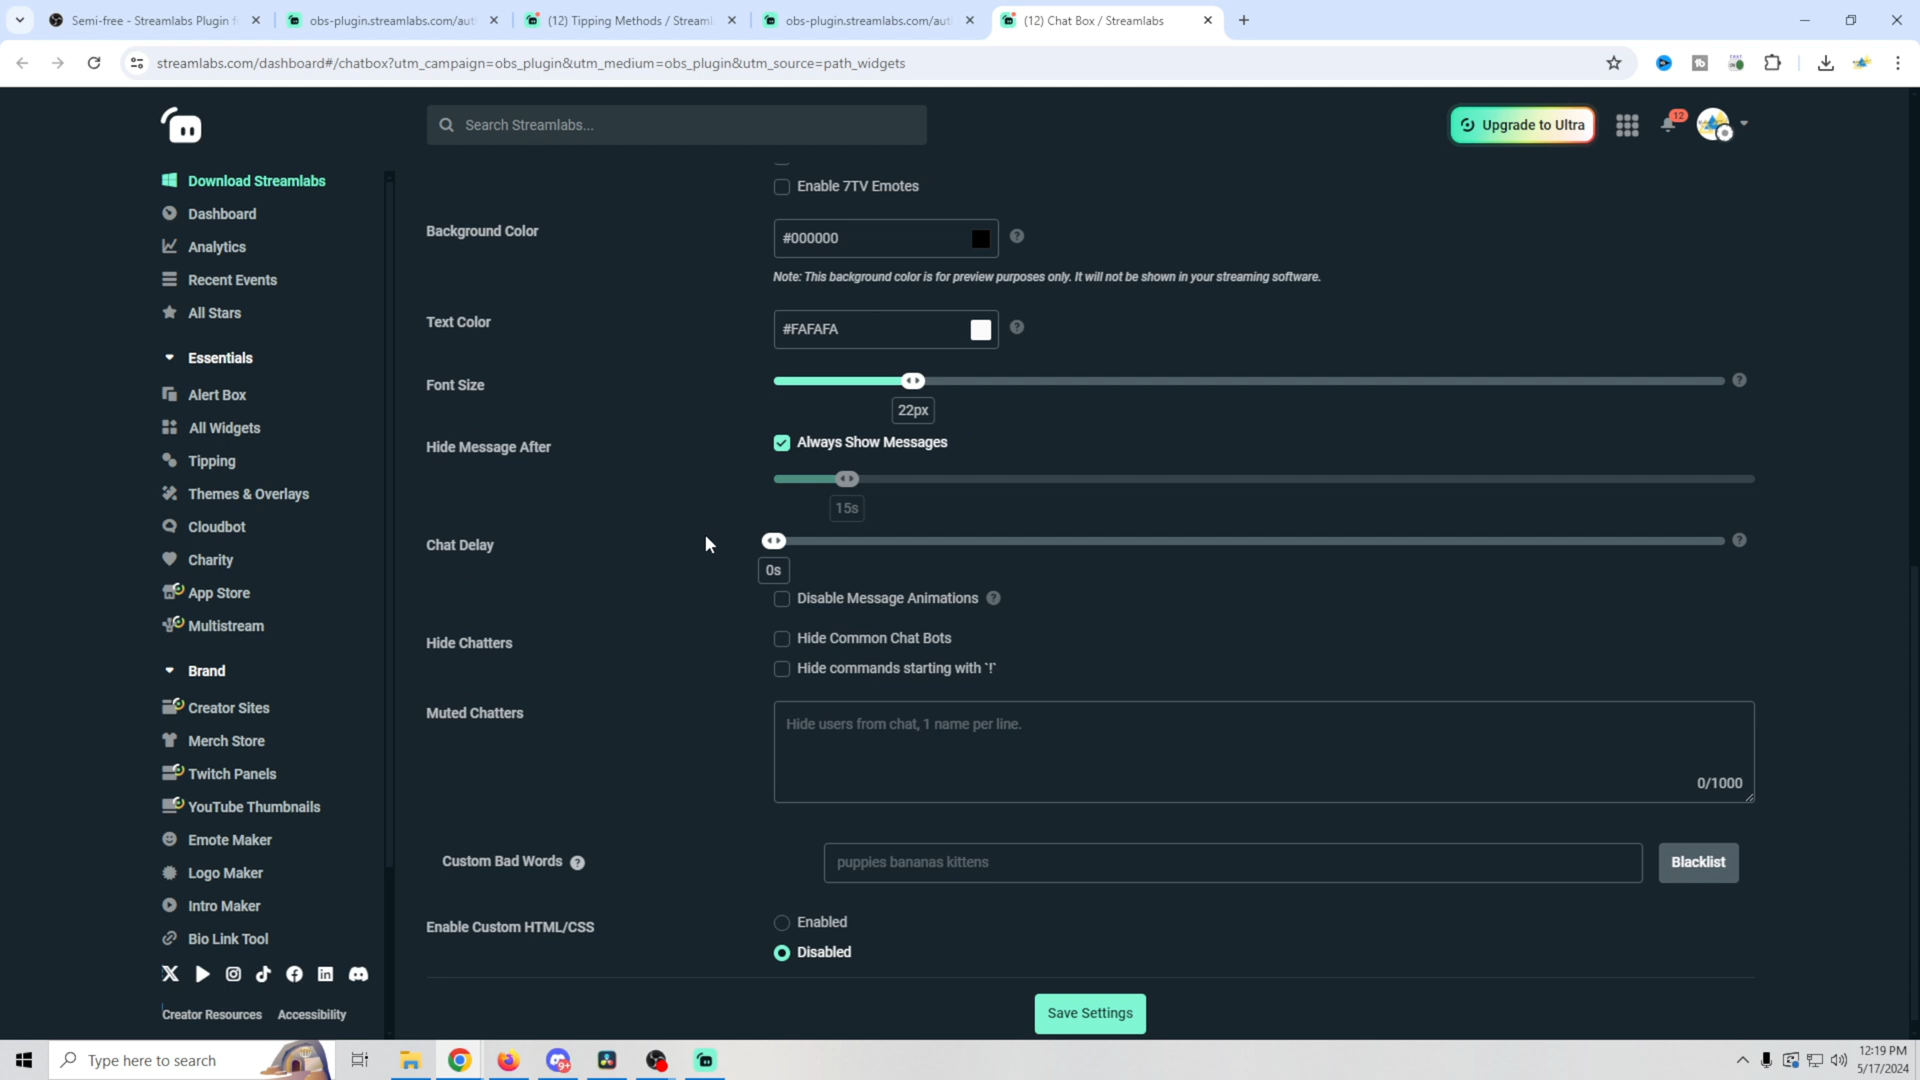 Semi-free - Streamlabs Plugin f
obs-plugin.streamlabs.com/aut
(12) Tipping Methods / Streaml
obs-plugin.streamlabs.com/aut
(12) Chat Box / Streamlabs
streamlabs.com/dashboard#/chatbox?utm_campaign=obs_plugin&utm_medium=obs_plugin&utm_source=path_widgets
Search Streamlabs...
Upgrade to Ultra
12
Download Streamlabs
Dashboard
Analytics
Recent Events
All Stars
Essentials
Alert Box
All Widgets
Tipping
Themes & Overlays
Cloudbot
Charity
App Store
Multistream
Brand
Creator Sites
Merch Store
Twitch Panels
YouTube Thumbnails
Emote Maker
Logo Maker
Intro Maker
Bio Link Tool
Creator Resources Accessibility
Enable 7TV Emotes
Background Color
#000000
Note: This background color is for preview purposes only. It will not be shown in your streaming software.
Text Color
#FAFAFA
Font Size
22px
Hide Message After
Always Show Messages
15s
Chat Delay
0s
Disable Message Animations
Hide Chatters
Hide Common Chat Bots
Hide commands starting with `!`
Muted Chatters
Hide users from chat, 1 name per line.
0/1000
Custom Bad Words
puppies bananas kittens
Blacklist
Enable Custom HTML/CSS
Enabled
Disabled
Save Settings
Type here to search
9+
12:19 PM
5/17/2024